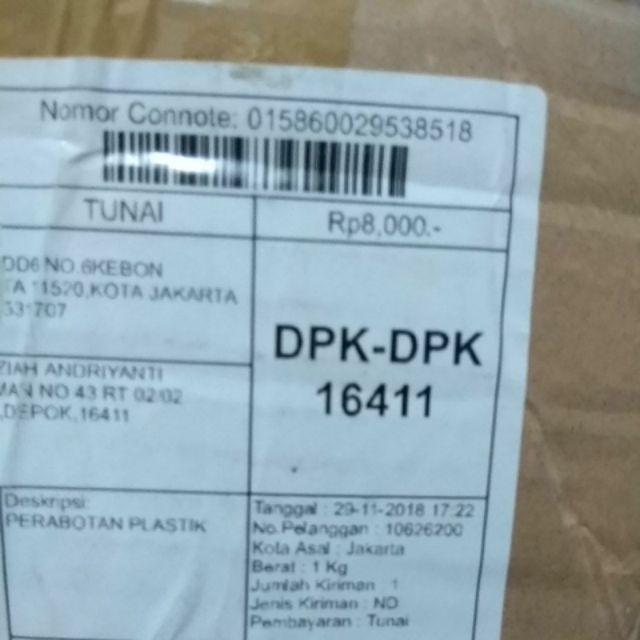 Nomor Connote: 015860029538518
TUNAI
Rp8,000.-
DD6 NO.6KEBON
TA 11520,KOTA JAKARTA
531707
DPK-DPK
16411
ZIAH ANDRIYANTI
MAN NO 43 RT 02/02
,DEPOK,16411
Deskripsi:
PERABOTAN PLASTIK
Tanggal : 29-11-2018 17:22
No.Pelanggan : 10626200
Kota Asal : Jakarta
Berat : 1 Kg
Jumlah Kiriman : 1
Jenis Kiriman : ND
Pembayaran : Tunai